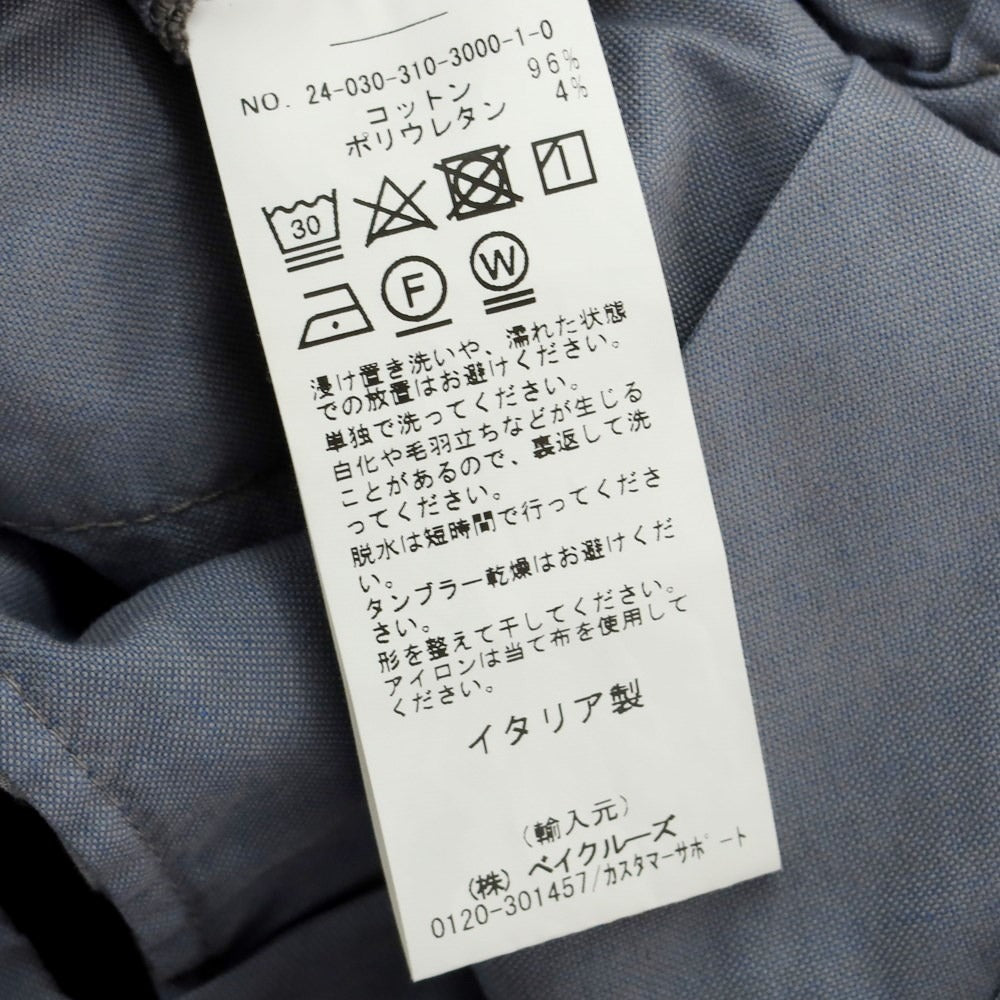 NO. 24-030-310-3000-1-0
コットン 96%
ポリウレタン 4%
30
F W
浸け置き洗いや、濡れた状態
での放置はお避けください。
単独で洗ってください。
白化や毛羽立ちなどが生じる
ことがあるので、裏返して洗
ってください。
脱水は短時間で行ってくださ
い。
タンブラー乾燥はお避けくだ
さい。
形を整えて干してください。
アイロンは当て布を使用して
ください。
イタリア製
(輸入元)
(株) ベイクルーズ
0120-301457/カスタマーサポート